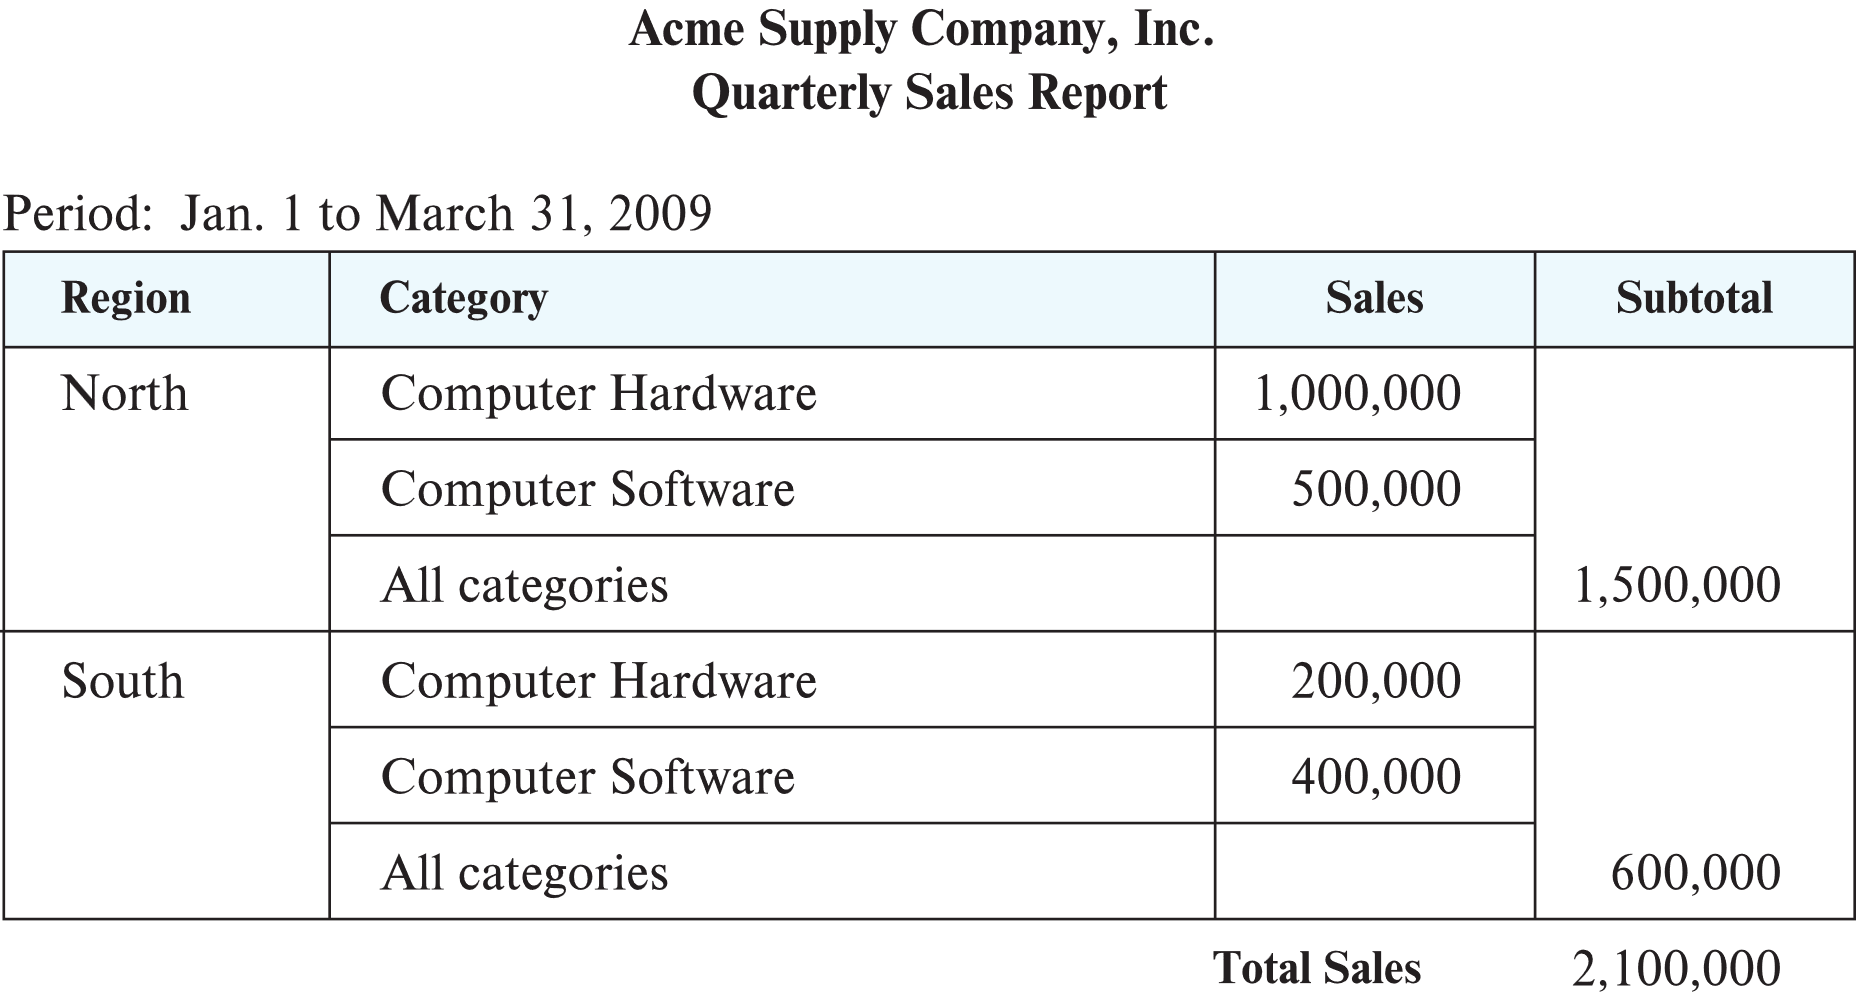 Acme Supply Company, Inc.
Quarterly Sales Report
Period: Jan. 1 to March 31, 2009
Region Category Sales Subtotal
North Computer Hardware 1,000,000
Computer Software 500,000
All categories 1,500,000
South Computer Hardware 200,000
Computer Software 400,000
All categories 600,000
Total Sales 2,100,000